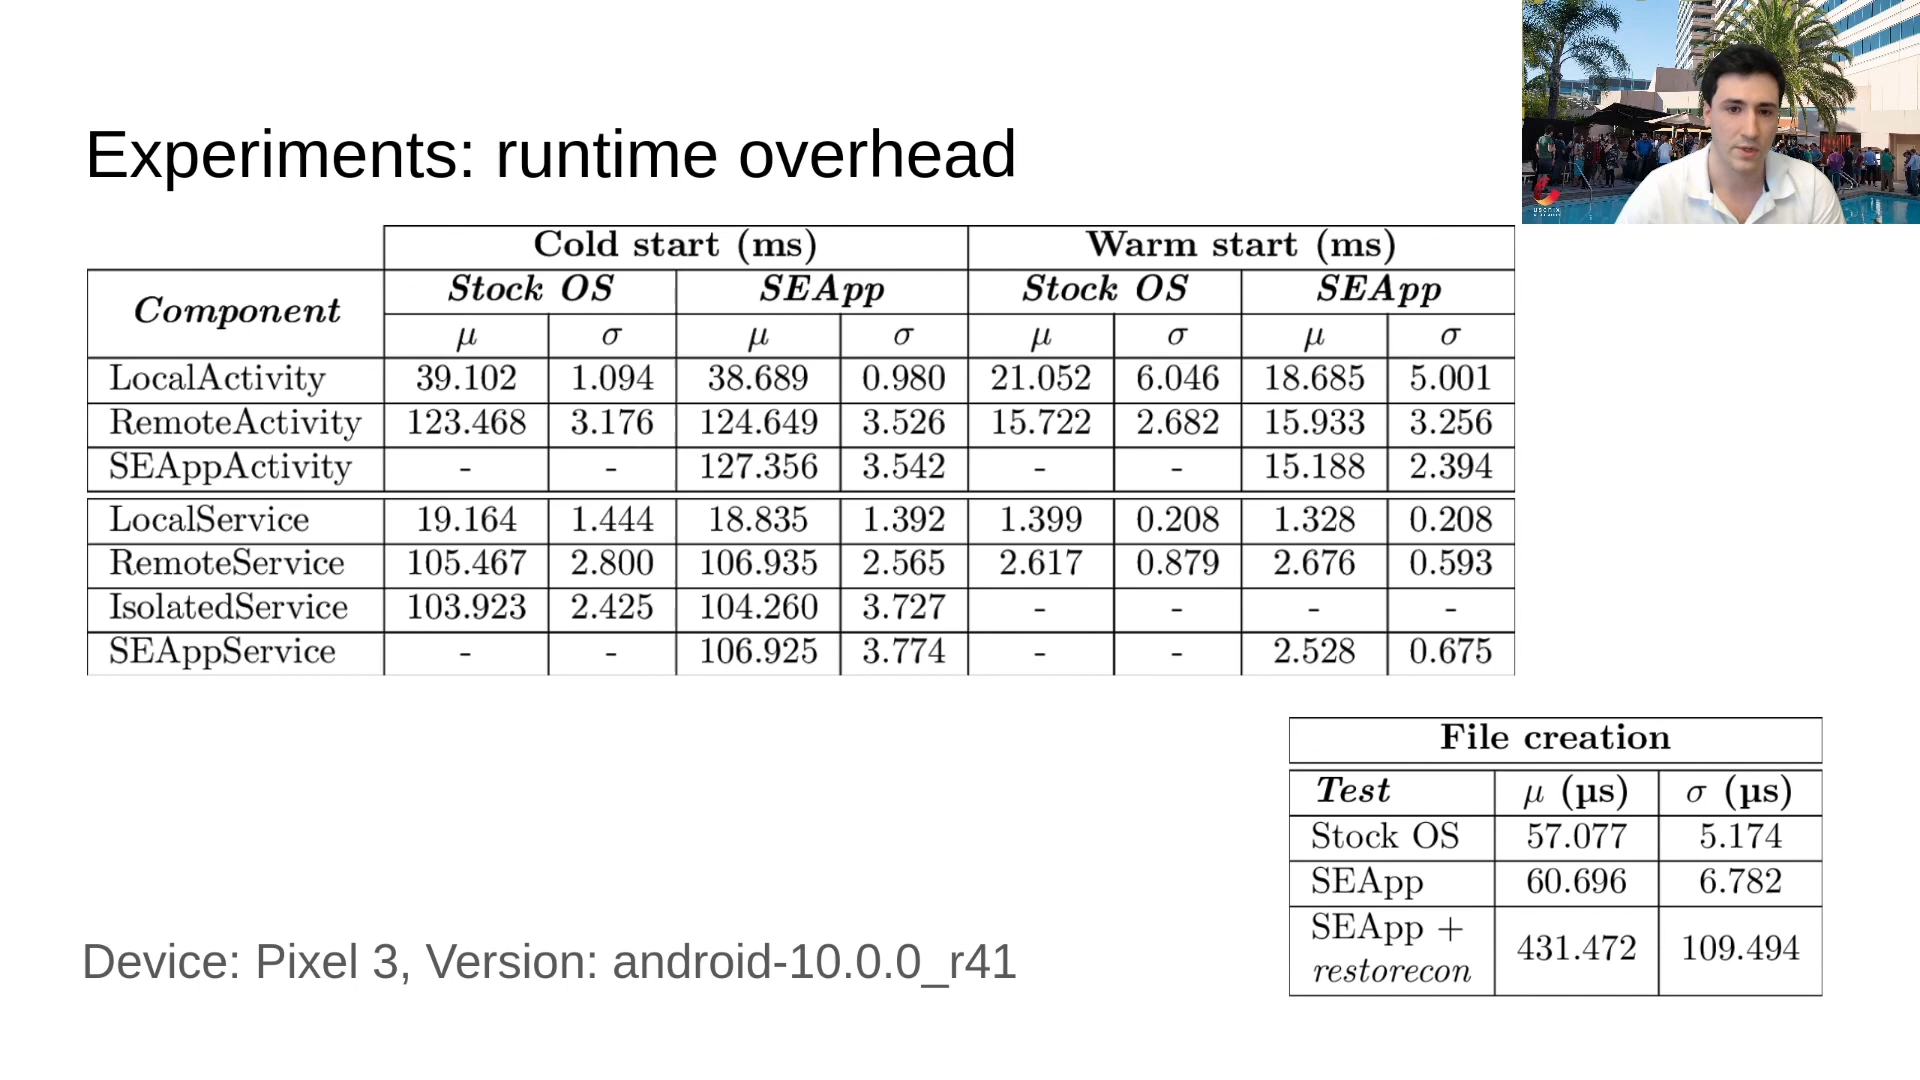 Experiments: runtime overhead
Cold start (ms) Warm start (ms)
Component Stock OS SEApp Stock OS SEApp
μ σ μ σ μ σ μ σ
LocalActivity 39.102 1.094 38.689 0.980 21.052 6.046 18.685 5.001
RemoteActivity 123.468 3.176 124.649 3.526 15.722 2.682 15.933 3.256
SEAppActivity - - 127.356 3.542 - - 15.188 2.394
LocalService 19.164 1.444 18.835 1.392 1.399 0.208 1.328 0.208
RemoteService 105.467 2.800 106.935 2.565 2.617 0.879 2.676 0.593
IsolatedService 103.923 2.425 104.260 3.727 - - - -
SEAppService - - 106.925 3.774 - - 2.528 0.675
File creation
Test μ (µs) σ (µs)
Stock OS 57.077 5.174
SEApp 60.696 6.782
SEApp +
restorecon 431.472 109.494
Device: Pixel 3, Version: android-10.0.0_r41